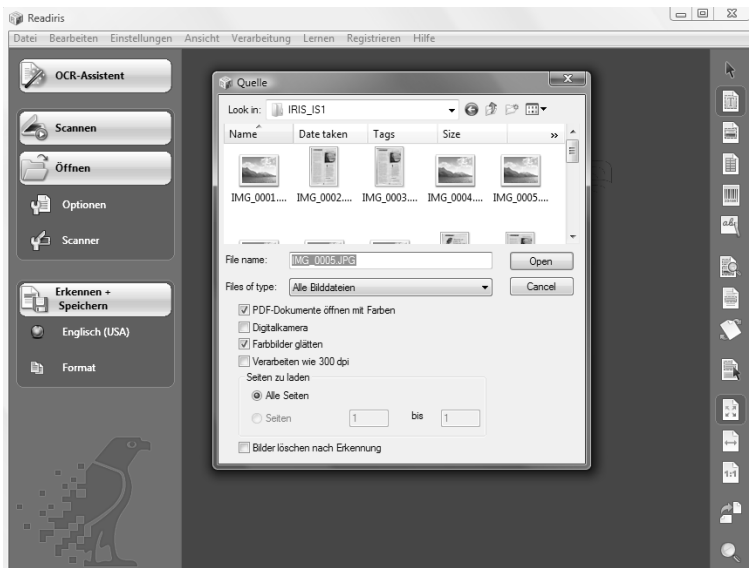 Readiris
Datei Bearbeiten Einstellungen Ansicht Verarbeitung Lernen Registrieren Hilfe
OCR-Assistent
Scannen
Öffnen
Optionen
Scanner
Erkennen +
Speichern
Englisch (USA)
Format
Quelle
Look in: IRIS_IS1
Name Date taken Tags Size »
IMG_0001.... IMG_0002.... IMG_0003.... IMG_0004.... IMG_0005....
File name: IMG_0005.JPG Open
Files of type: Alle Bilddateien Cancel
PDF-Dokumente öffnen mit Farben
Digitalkamera
Farbbilder glätten
Verarbeiten wie 300 dpi
Seiten zu laden
Alle Seiten
Seiten 1 bis 1
Bilder löschen nach Erkennung
1:1